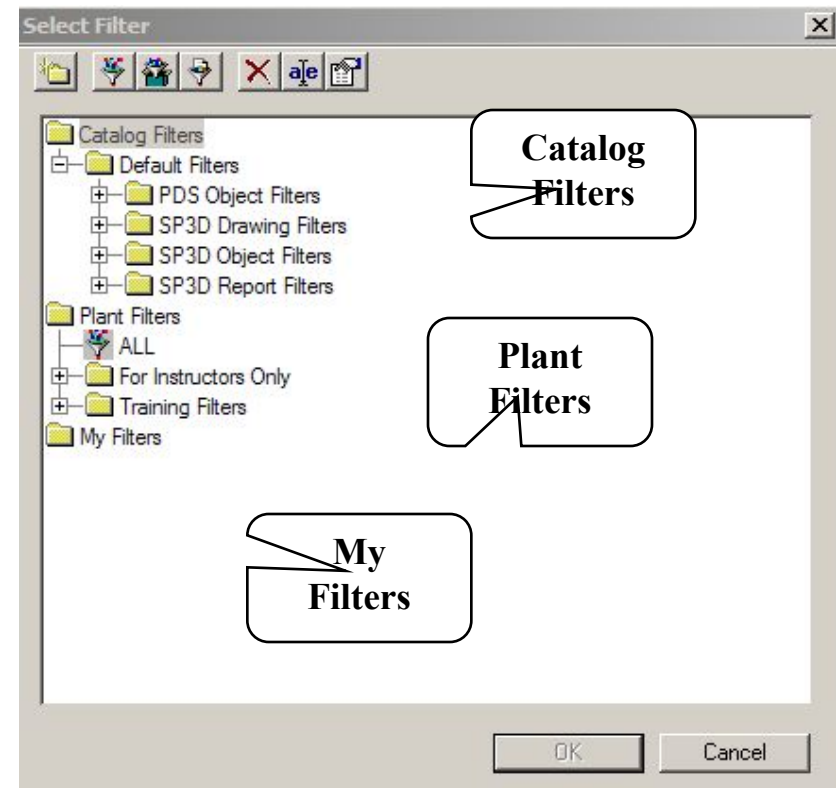 Select Filter
a|e
Catalog Filters
Default Filters
PDS Object Filters
SP3D Drawing Filters
SP3D Object Filters
SP3D Report Filters
Plant Filters
ALL
For Instructors Only
Training Filters
My Filters
Catalog
Filters
Plant
Filters
My
Filters
OK
Cancel